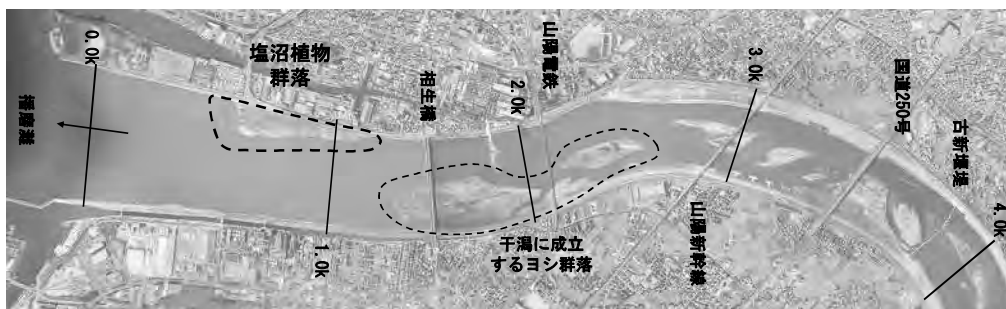 0.0k
播磨灘
塩沼植物
群落
1.0k
相生橋
2.0k
山陽電鉄
干潟に成立
するヨシ群落
3.0k
山陽新幹線
国道250号
古新堰堤
4.0k